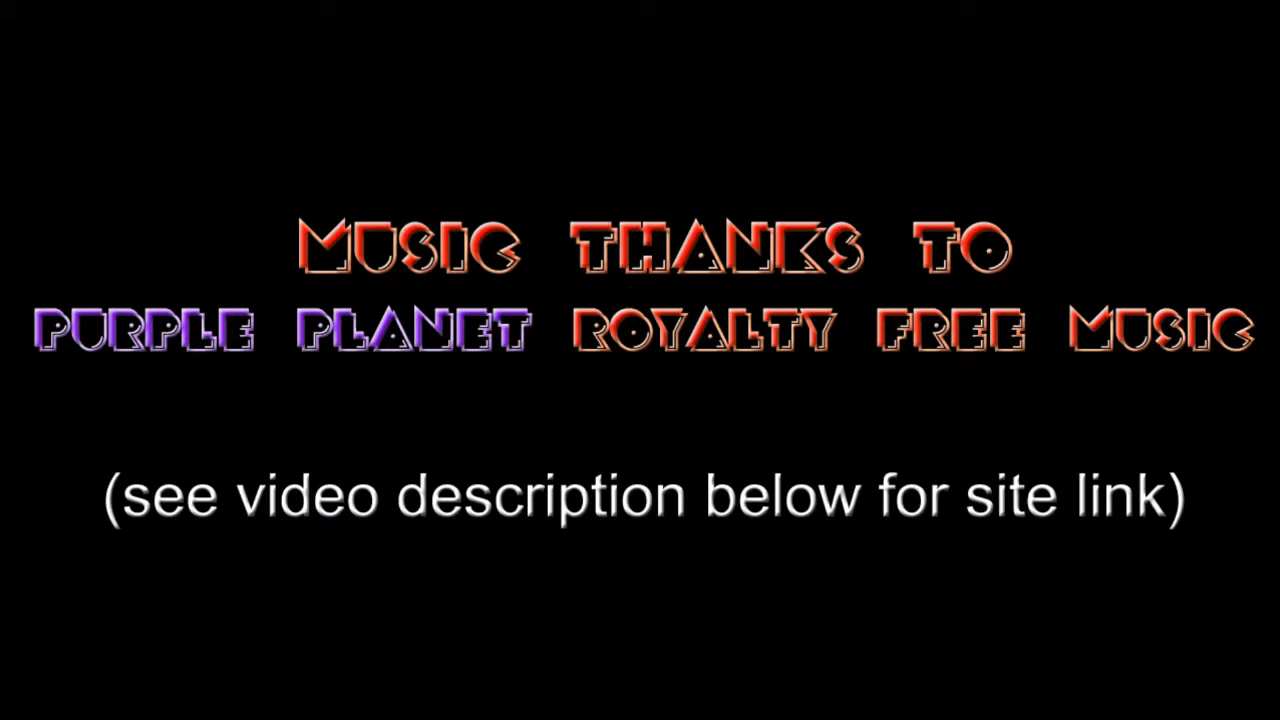 MUSIC THANKS TO
PURPLE PLANET ROYALTY FREE MUSIC
(see video description below for site link)